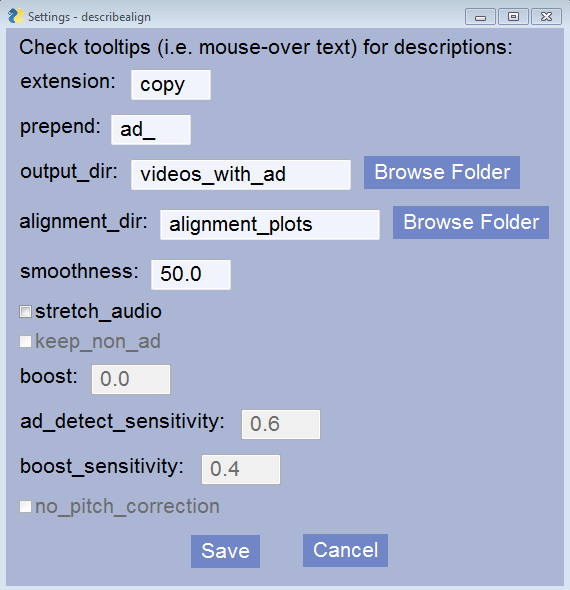 Settings - describealign
Check tooltips (i.e. mouse-over text) for descriptions:
extension: copy
prepend: ad_
output_dir: videos_with_ad Browse Folder
alignment_dir: alignment_plots Browse Folder
smoothness: 50.0
stretch_audio
keep_non_ad
boost: 0.0
ad_detect_sensitivity: 0.6
boost_sensitivity: 0.4
no_pitch_correction
Save Cancel